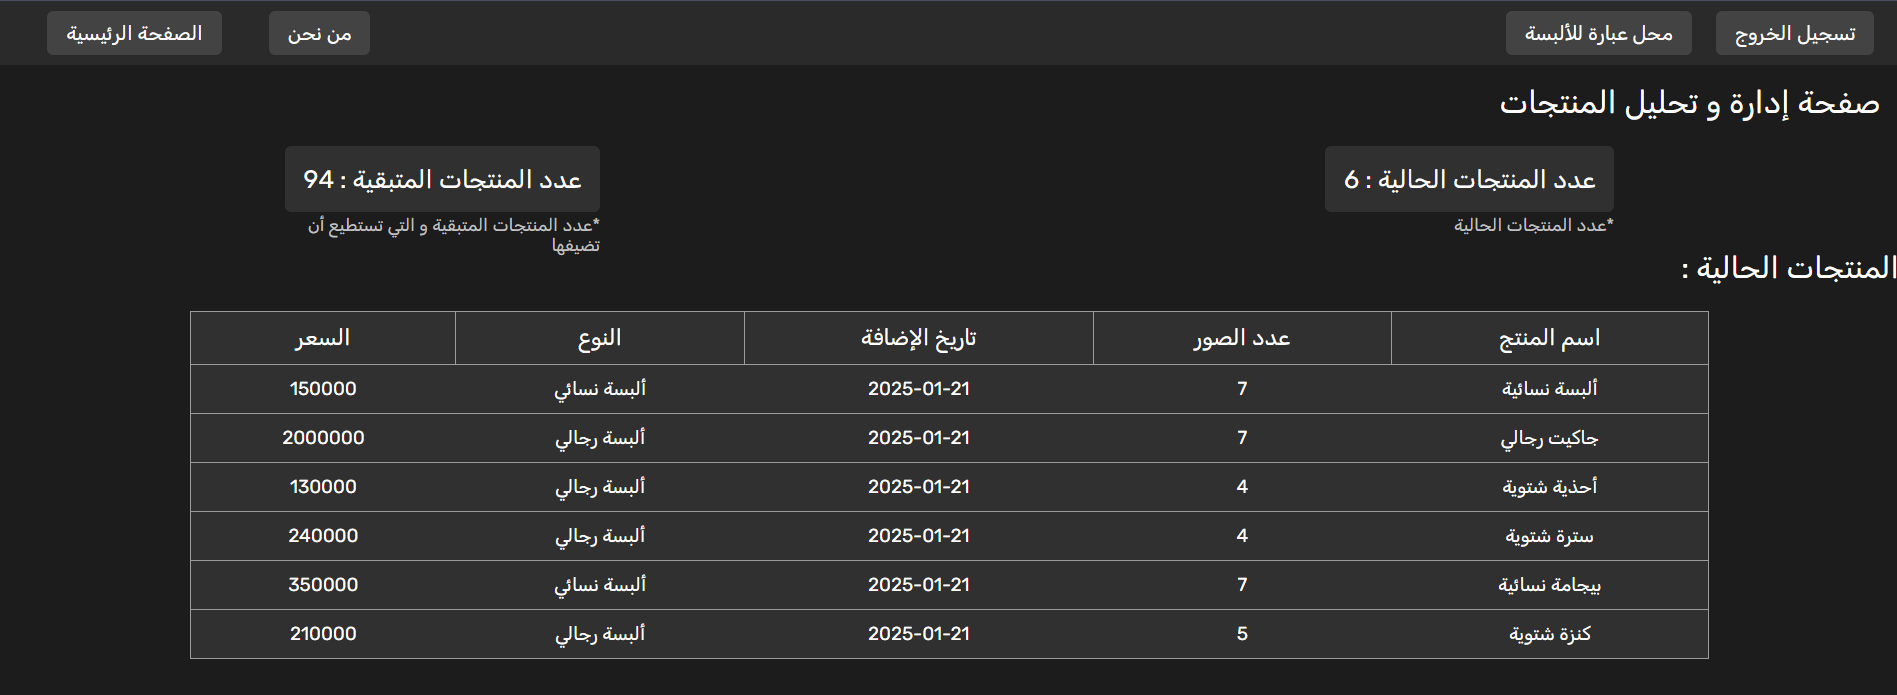 تسجيل الخروج محل عبارة للألبسة من نحن الصفحة الرئيسية
صفحة إدارة و تحليل المنتجات
عدد المنتجات الحالية : 6
*عدد المنتجات الحالية
عدد المنتجات المتبقية : 94
*عدد المنتجات المتبقية و التي تستطيع أن
تضيفها
المنتجات الحالية :
اسم المنتج عدد الصور تاريخ الإضافة النوع السعر
ألبسة نسائية 7 2025-01-21 ألبسة نسائي 150000
جاكيت رجالي 7 2025-01-21 ألبسة رجالي 2000000
أحذية شتوية 4 2025-01-21 ألبسة رجالي 130000
سترة شتوية 4 2025-01-21 ألبسة رجالي 240000
بيجامة نسائية 7 2025-01-21 ألبسة نسائي 350000
كنزة شتوية 5 2025-01-21 ألبسة رجالي 210000